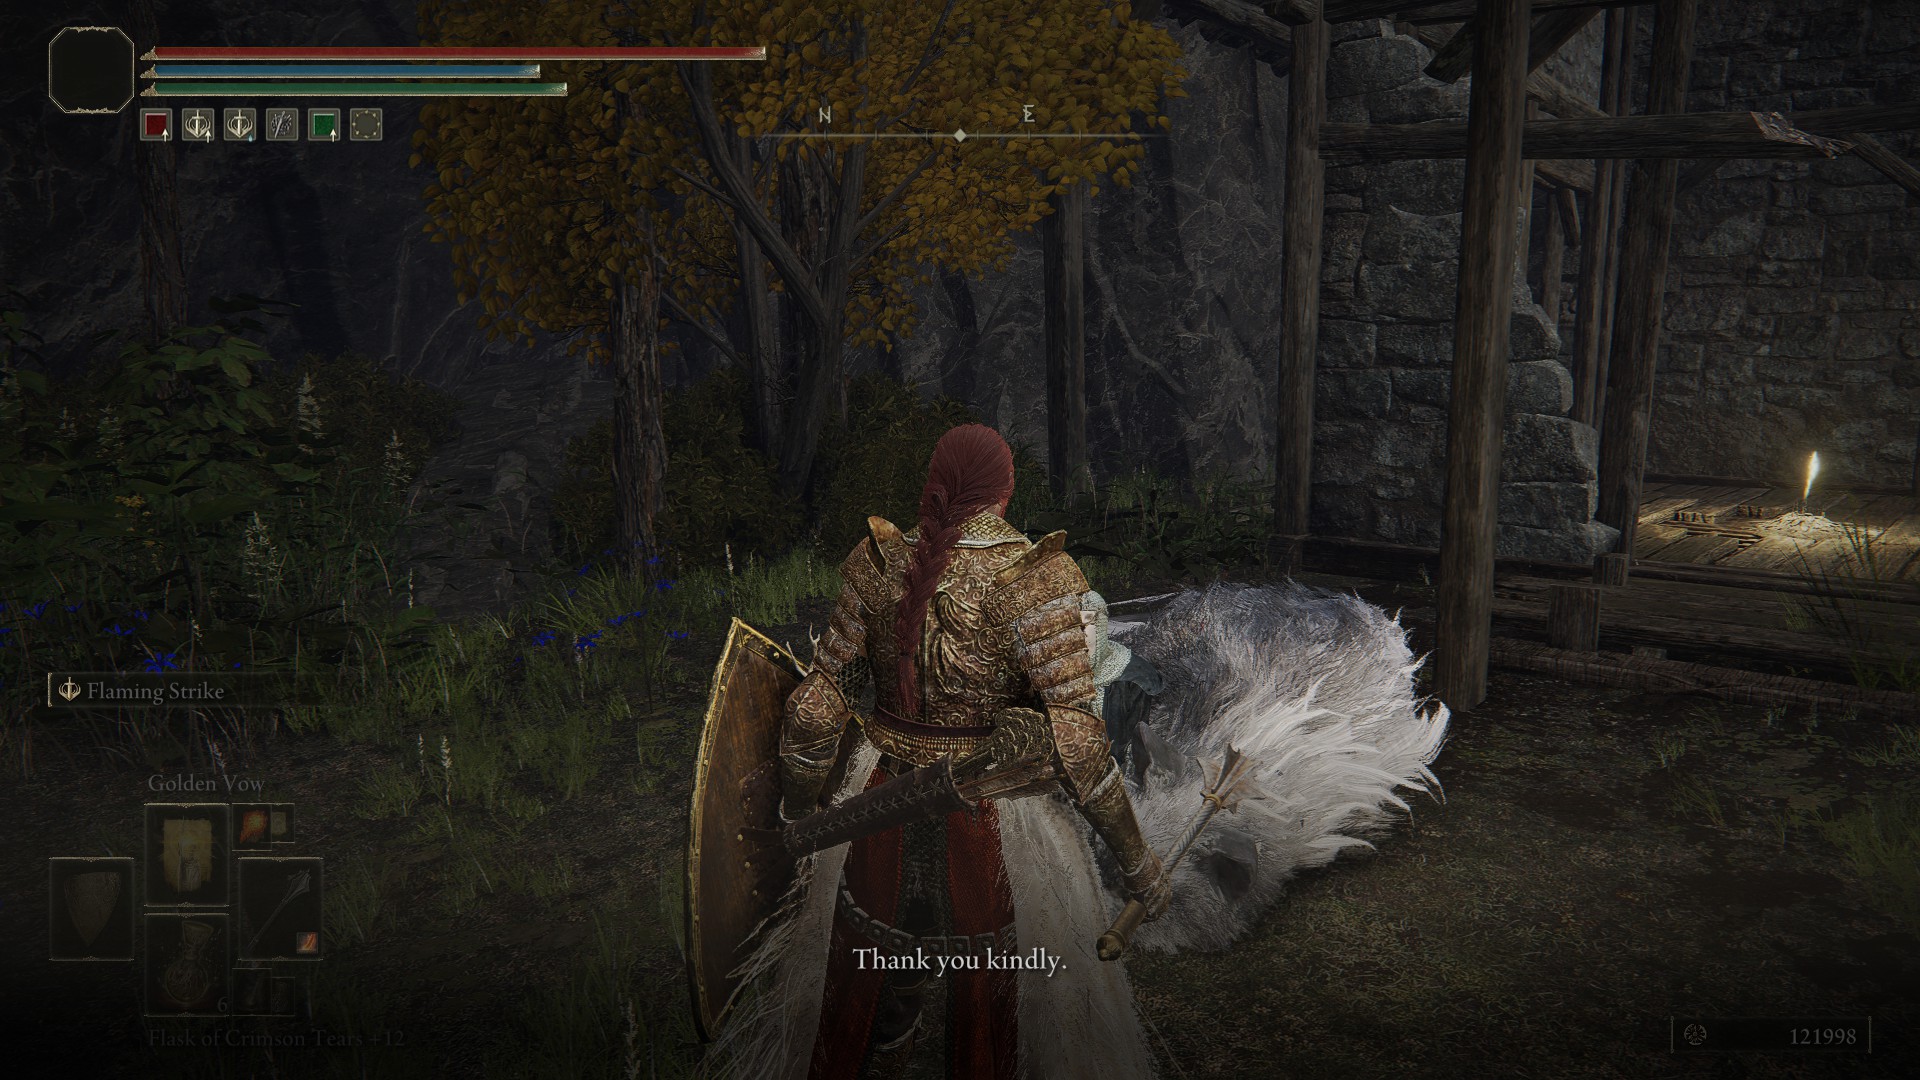 N
E
Flaming Strike
Golden Vow
6
Thank you kindly.
Flask of Crimson Tears +12
121998